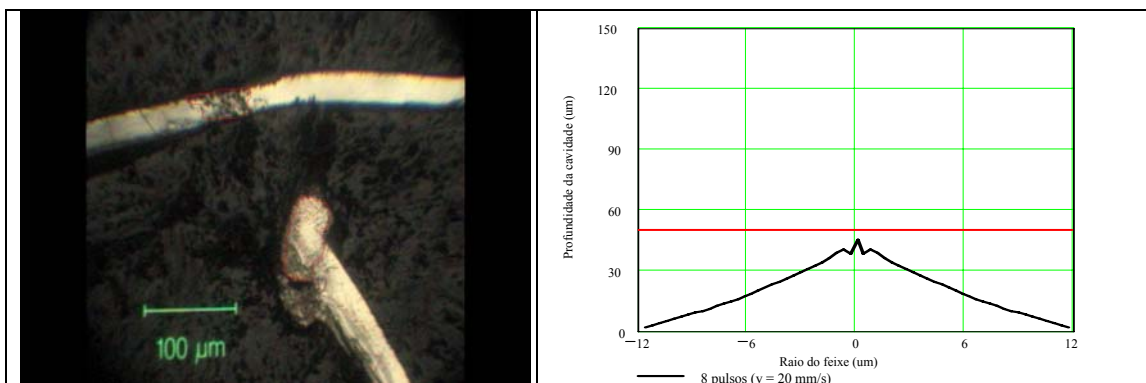 100 µm
150
120
90
60
30
0
Profundidade da cavidade (um)
−12
−6
0
6
12
Raio do feixe (um)
8 pulsos (v = 20 mm/s)